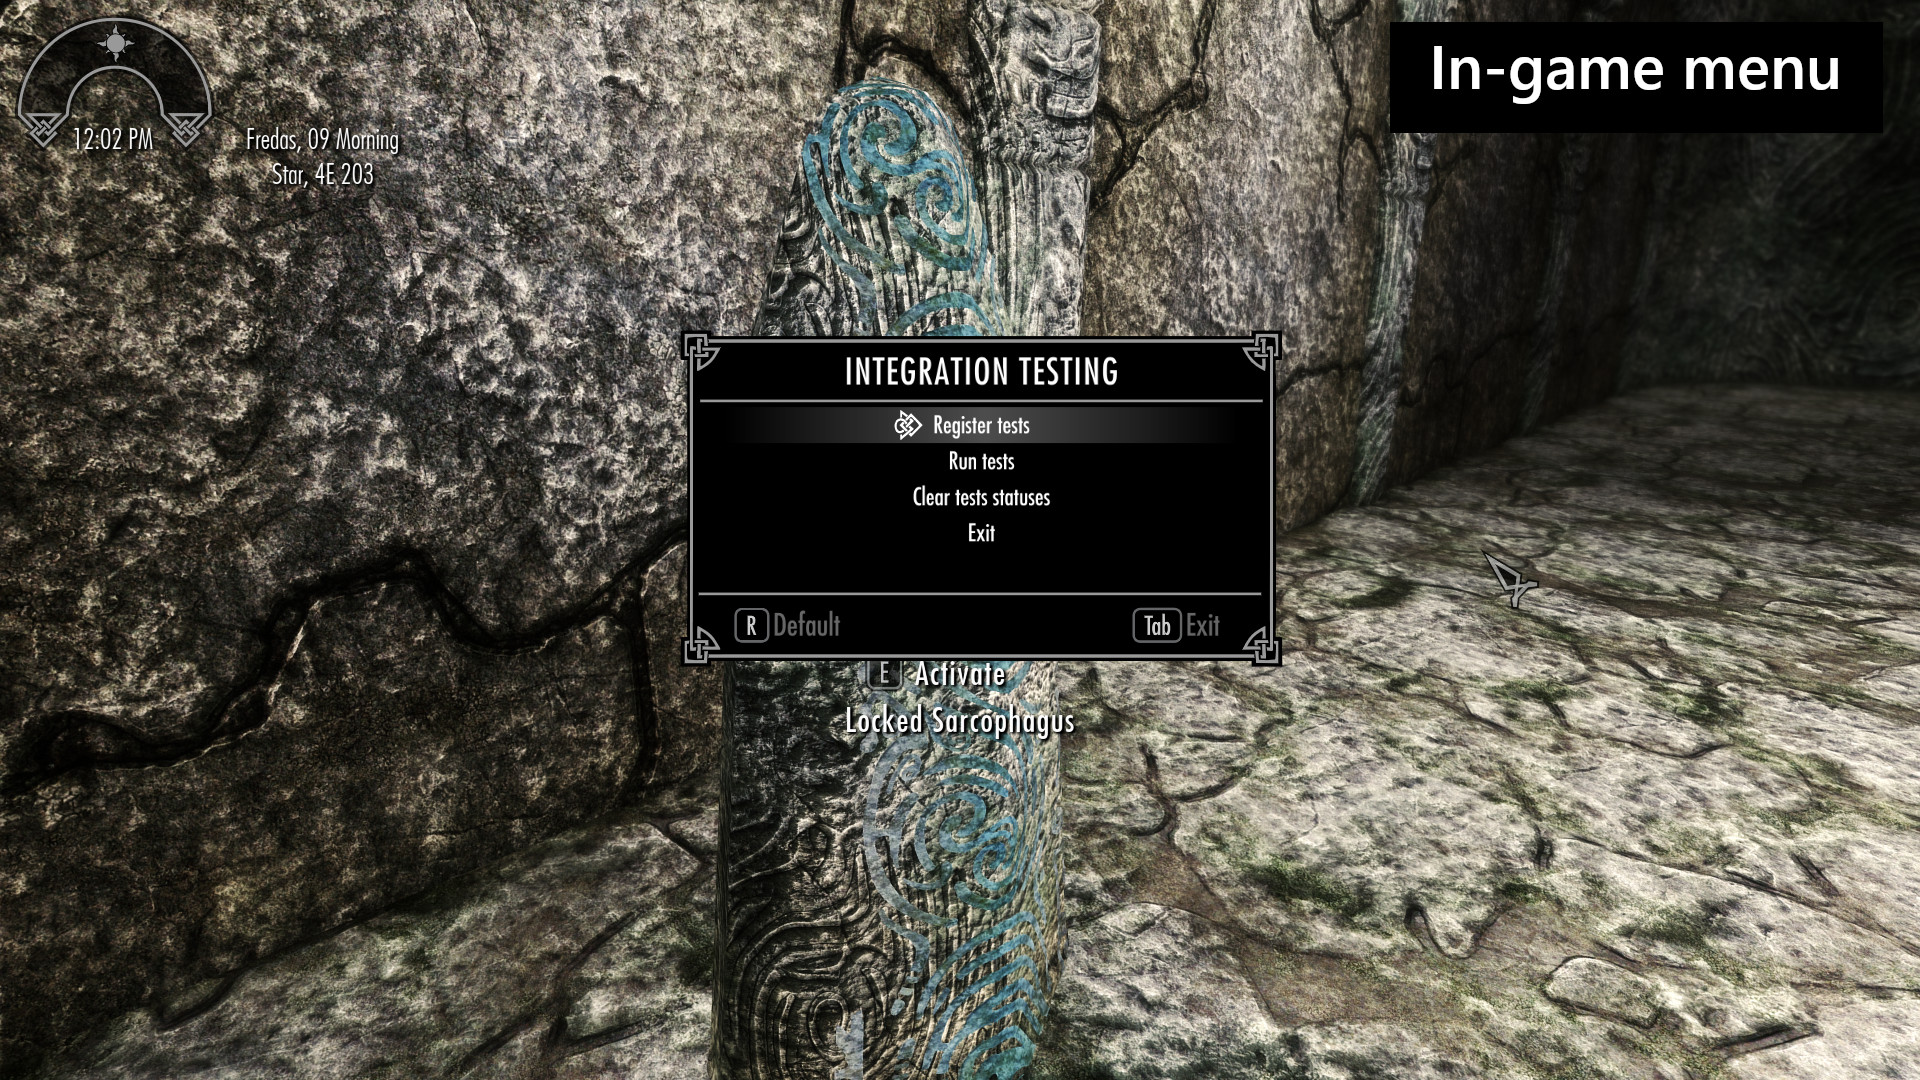 In-game menu
12:02 PM
Fredas, 09 Morning
Star, 4E 203
INTEGRATION TESTING
Register tests
Run tests
Clear tests statuses
Exit
R Default
Tab Exit
E Activate
Locked Sarcophagus